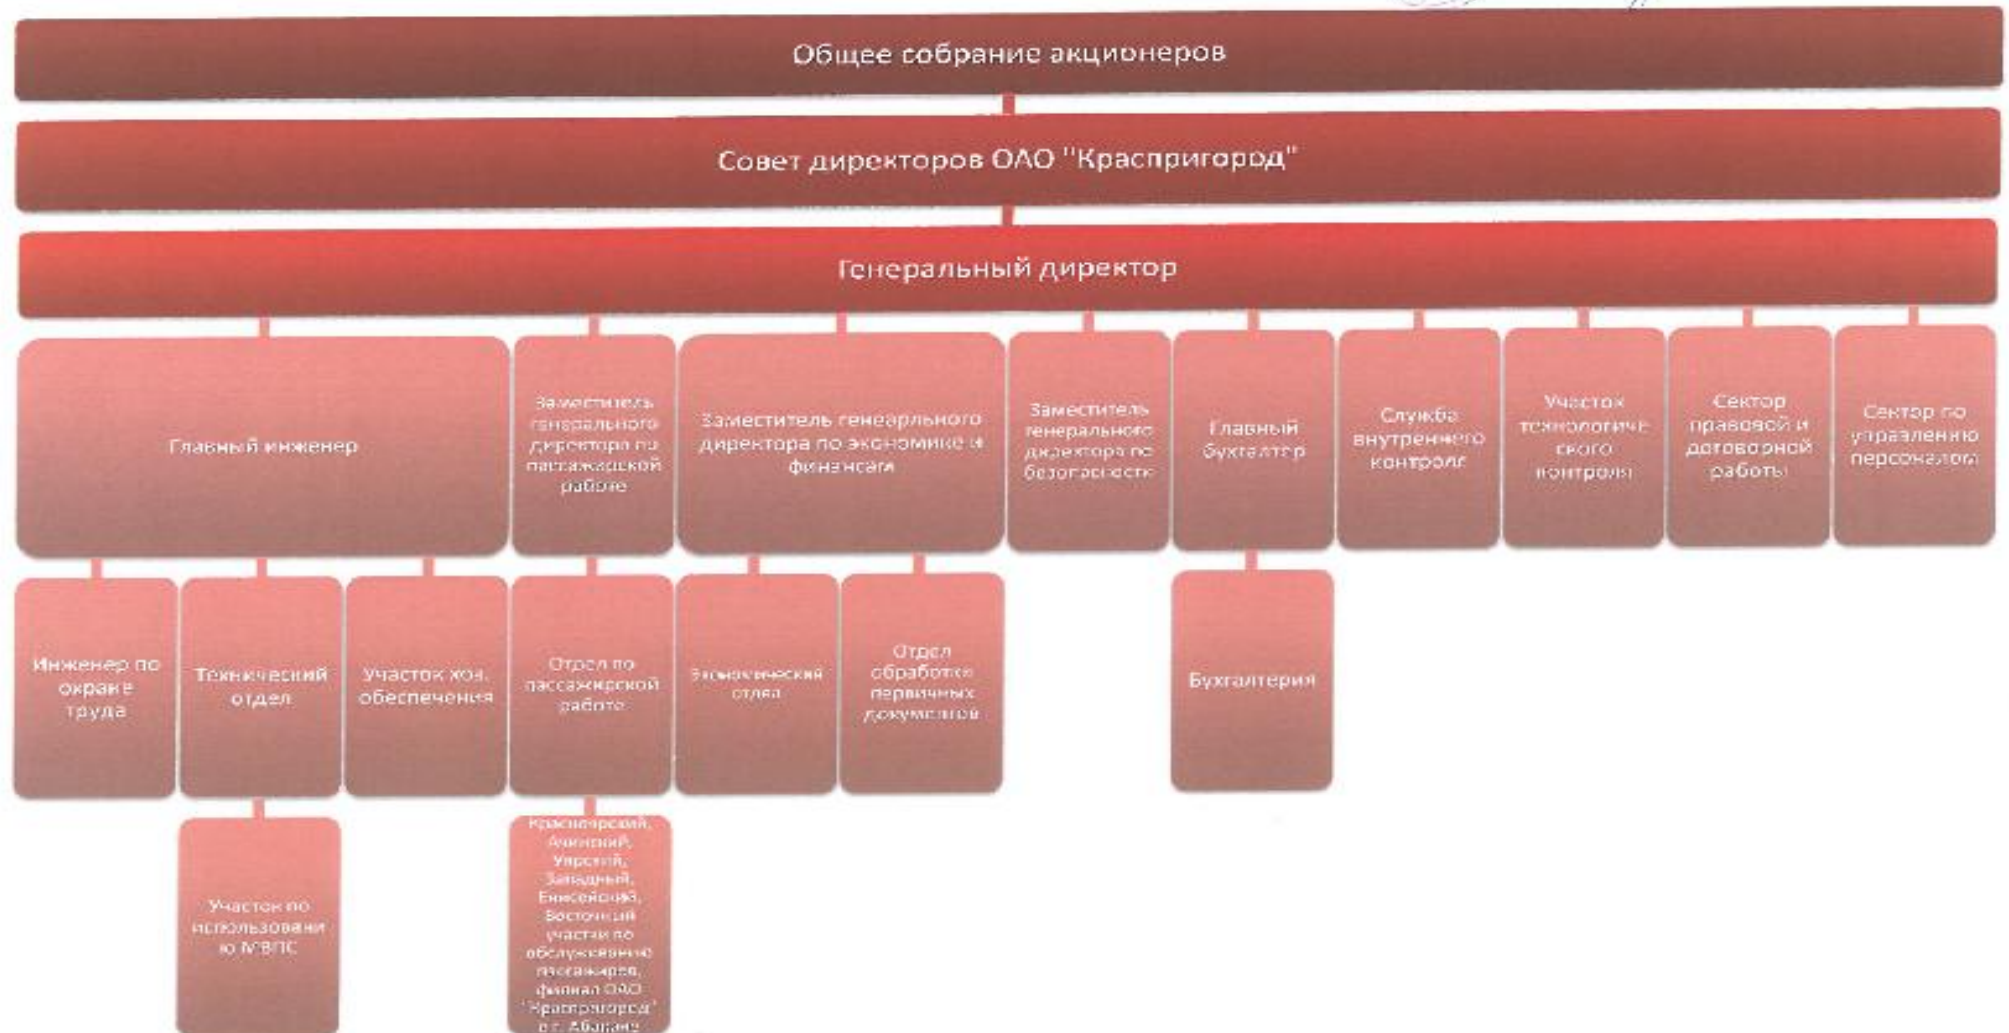 Общее собрание акционеров
Совет директоров ОАО "Краспригород"
Генеральный директор
Главный инженер
Заместитель
генерального
директора по
пассажирской
работе
Заместитель генеарльного
директора по экономике и
финансам
Заместитель
генерального
директора по
безопасности
Главный
бухгалтер
Служба
внутреннего
контроля
Участок
технологиче
ского
контроля
Сектор
правовой и
договорной
работы
Сектор по
управлению
персоналом
Инженер по
охране
труда
Технический
отдел
Участок хоз.
обеспечения
Отдел по
пассажирской
работе
Экономический
отдел
Отдел
обработки
первичных
документов
Бухгалтерия
Участок по
использовани
ю МВПС
Красноярский,
Ачинский,
Уярский,
Западный,
Енисейский,
Восточный
участки по
обслуживанию
пассажиров,
филиал ОАО
"Краспригород"
в г. Абакане